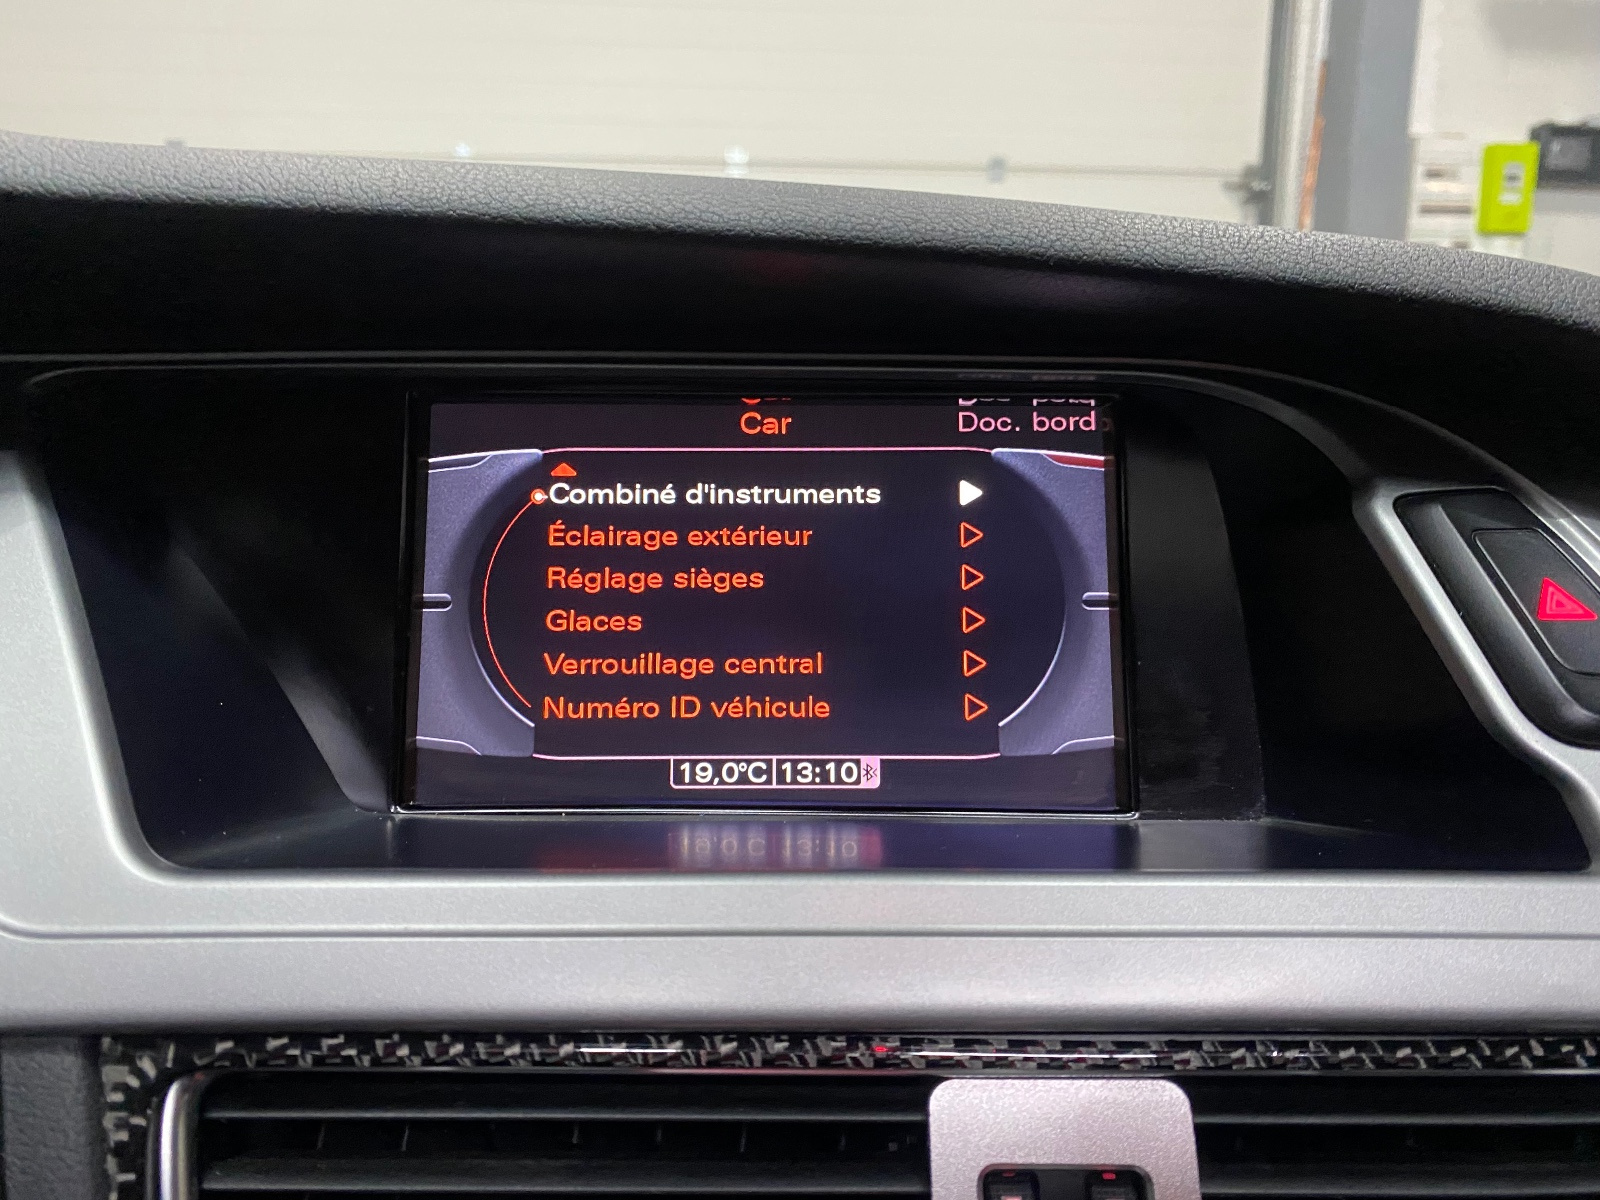 Car
Doc. bord
Combiné d'instruments
Éclairage extérieur
Réglage sièges
Glaces
Verrouillage central
Numéro ID véhicule
19,0°C 13:10